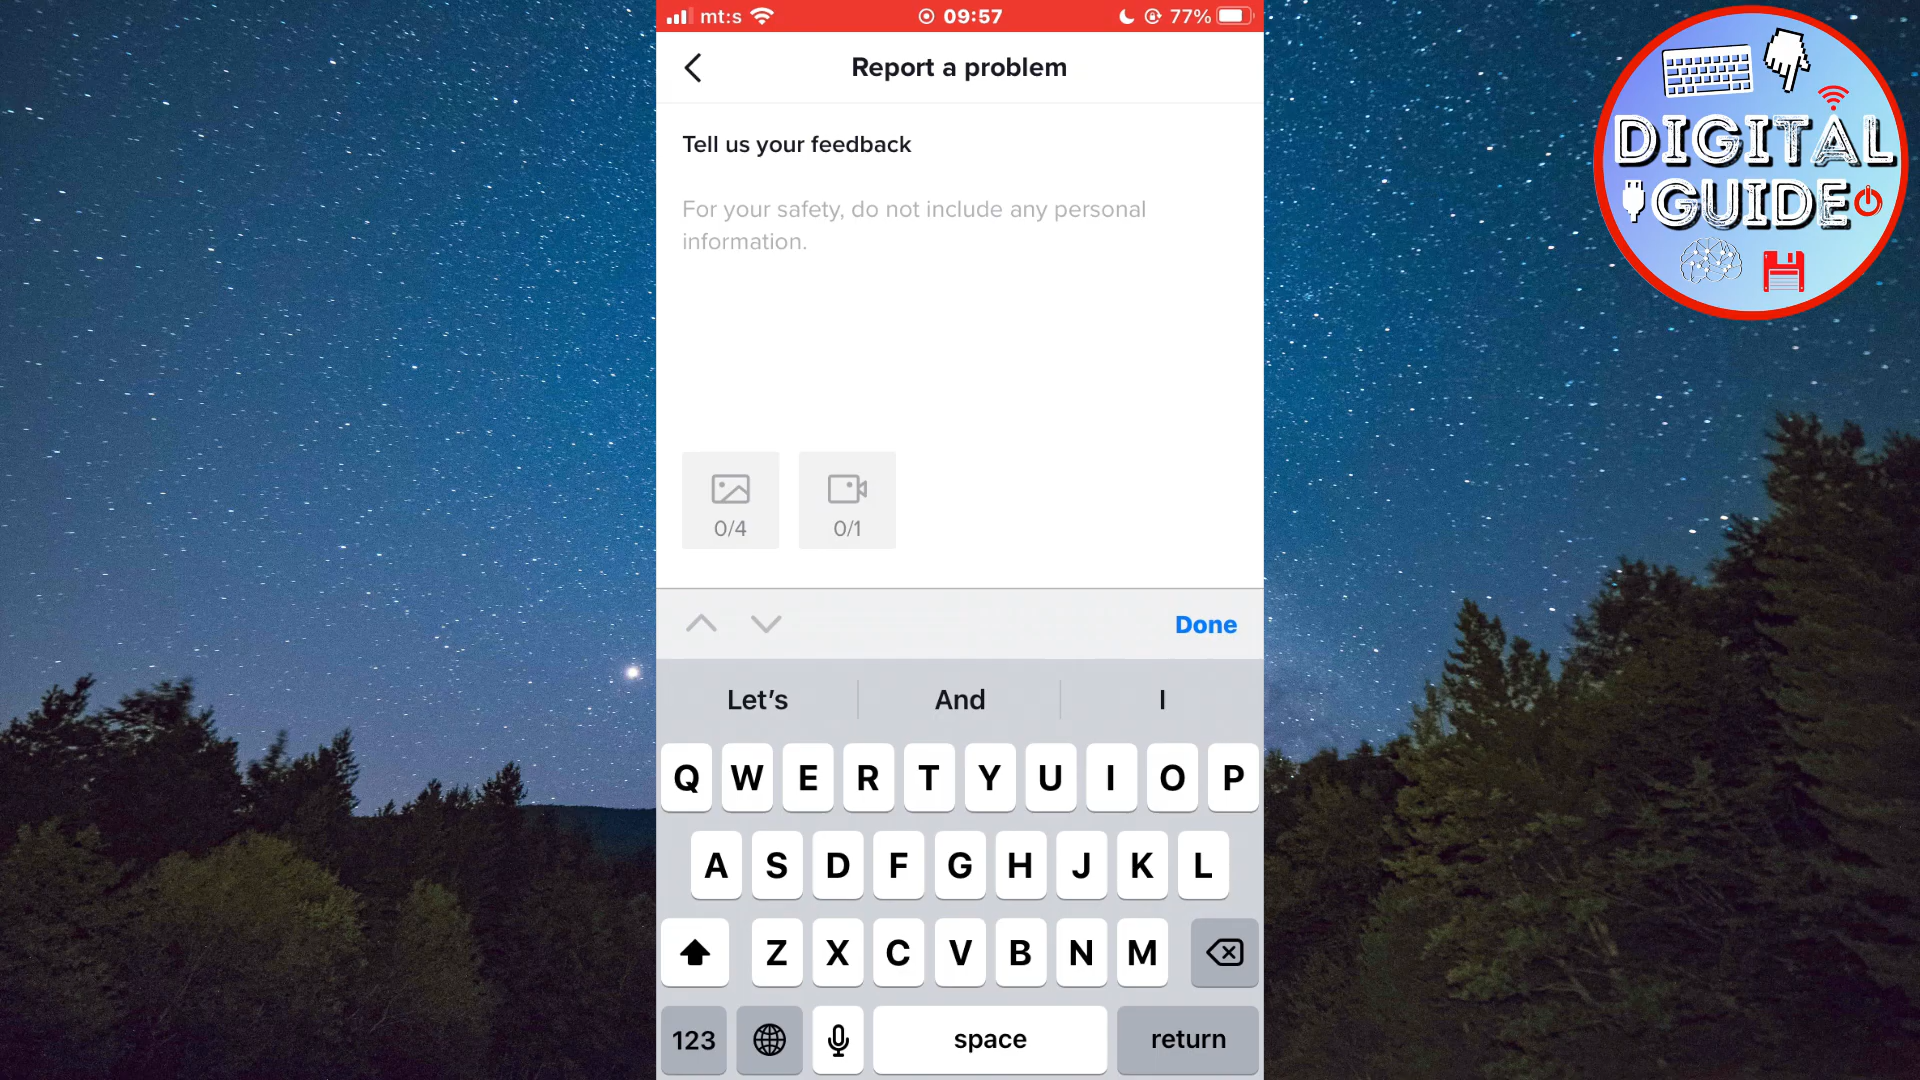 mt:s
09:57
77%
Report a problem
Tell us your feedback
For your safety, do not include any personal
information.
0/4
0/1
Done
Let's
And
I
Q W E R T Y U I O P
A S D F G H J K L
Z X C V B N M
123
space
return
DIGITAL
GUIDE